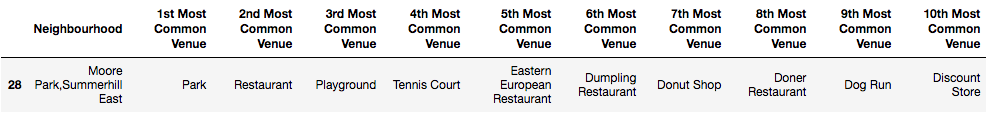 Neighbourhood 1st Most Common Venue 2nd Most Common Venue 3rd Most Common Venue 4th Most Common Venue 5th Most Common Venue 6th Most Common Venue 7th Most Common Venue 8th Most Common Venue 9th Most Common Venue 10th Most Common Venue
28 Moore Park,Summerhill East Park Restaurant Playground Tennis Court Eastern European Restaurant Dumpling Restaurant Donut Shop Doner Restaurant Dog Run Discount Store